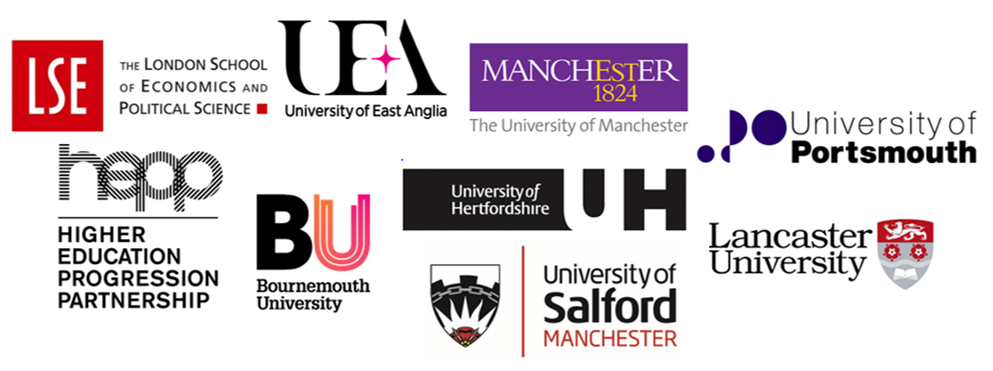 LSE
THE LONDON SCHOOL
OF ECONOMICS AND
POLITICAL SCIENCE
UEA
University of East Anglia
MANCHESTER
1824
The University of Manchester
University of
Portsmouth
hepp
HIGHER
EDUCATION
PROGRESSION
PARTNERSHIP
BU
Bournemouth
University
University of
Hertfordshire
UH
Lancaster
University
University of
Salford
MANCHESTER